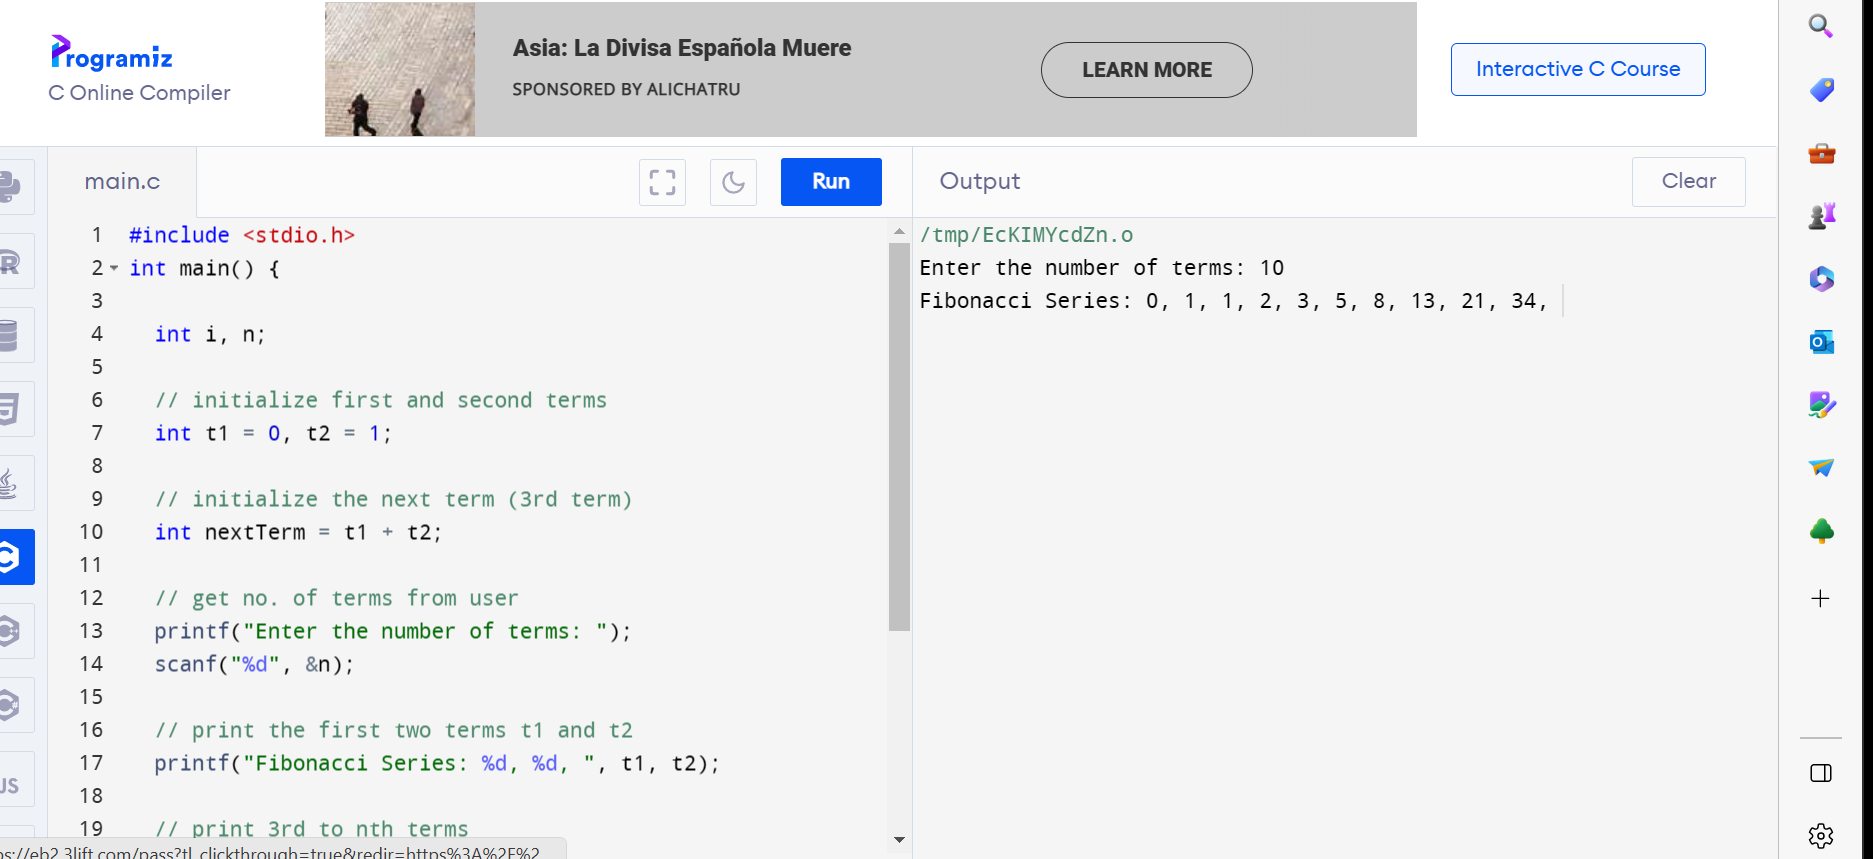 Programiz
C Online Compiler
Asia: La Divisa Española Muere
SPONSORED BY ALICHATRU
LEARN MORE
Interactive C Course
main.c
Run
Output
Clear
1 #include <stdio.h>
2 int main() {
3
4 int i, n;
5
6 // initialize first and second terms
7 int t1 = 0, t2 = 1;
8
9 // initialize the next term (3rd term)
10 int nextTerm = t1 + t2;
11
12 // get no. of terms from user
13 printf("Enter the number of terms: ");
14 scanf("%d", &n);
15
16 // print the first two terms t1 and t2
17 printf("Fibonacci Series: %d, %d, ", t1, t2);
18
19 // print 3rd to nth terms
/tmp/EcKIMYcdZn.o
Enter the number of terms: 10
Fibonacci Series: 0, 1, 1, 2, 3, 5, 8, 13, 21, 34,
JS
ps://eb2.3lift.com/pass?tl_clickthrough=true&redir=https%3A%2F%2